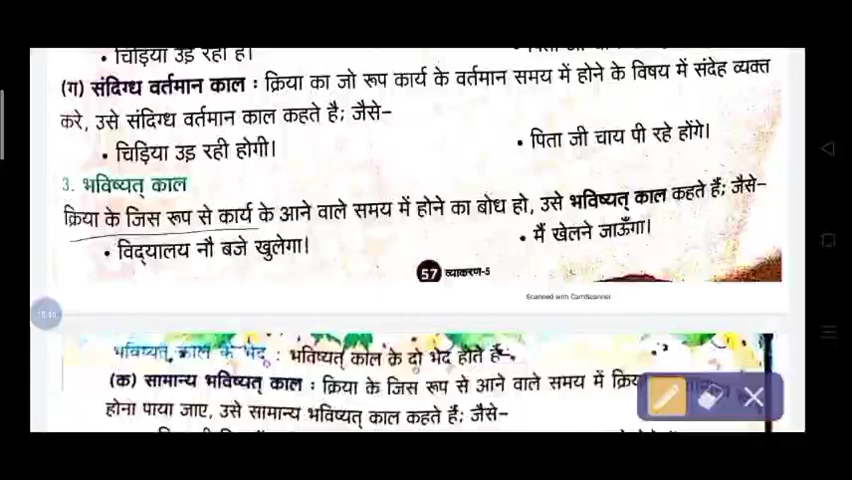 • चिड़िया उड़ रही है।
(ग) संदिग्ध वर्तमान काल : क्रिया का जो रूप कार्य के वर्तमान समय में होने के विषय में संदेह व्यक्त
करे, उसे संदिग्ध वर्तमान काल कहते है; जैसे–
• चिड़िया उड़ रही होगी।
• पिता जी चाय पी रहे होंगे।
3. भविष्यत् काल
क्रिया के जिस रूप से कार्य के आने वाले समय में होने का बोध हो, उसे भविष्यत् काल कहते हैं; जैसे–
• विद्यालय नौ बजे खुलेगा।
• मैं खेलने जाऊँगा।
57 व्याकरण-5
Scanned with CamScanner
भविष्यत् काल के भेद : भविष्यत् काल के दो भेद होते हैं–
(क) सामान्य भविष्यत् काल : क्रिया के जिस रूप से आने वाले समय में
होना पाया जाए, उसे सामान्य भविष्यत् काल कहते हैं; जैसे–